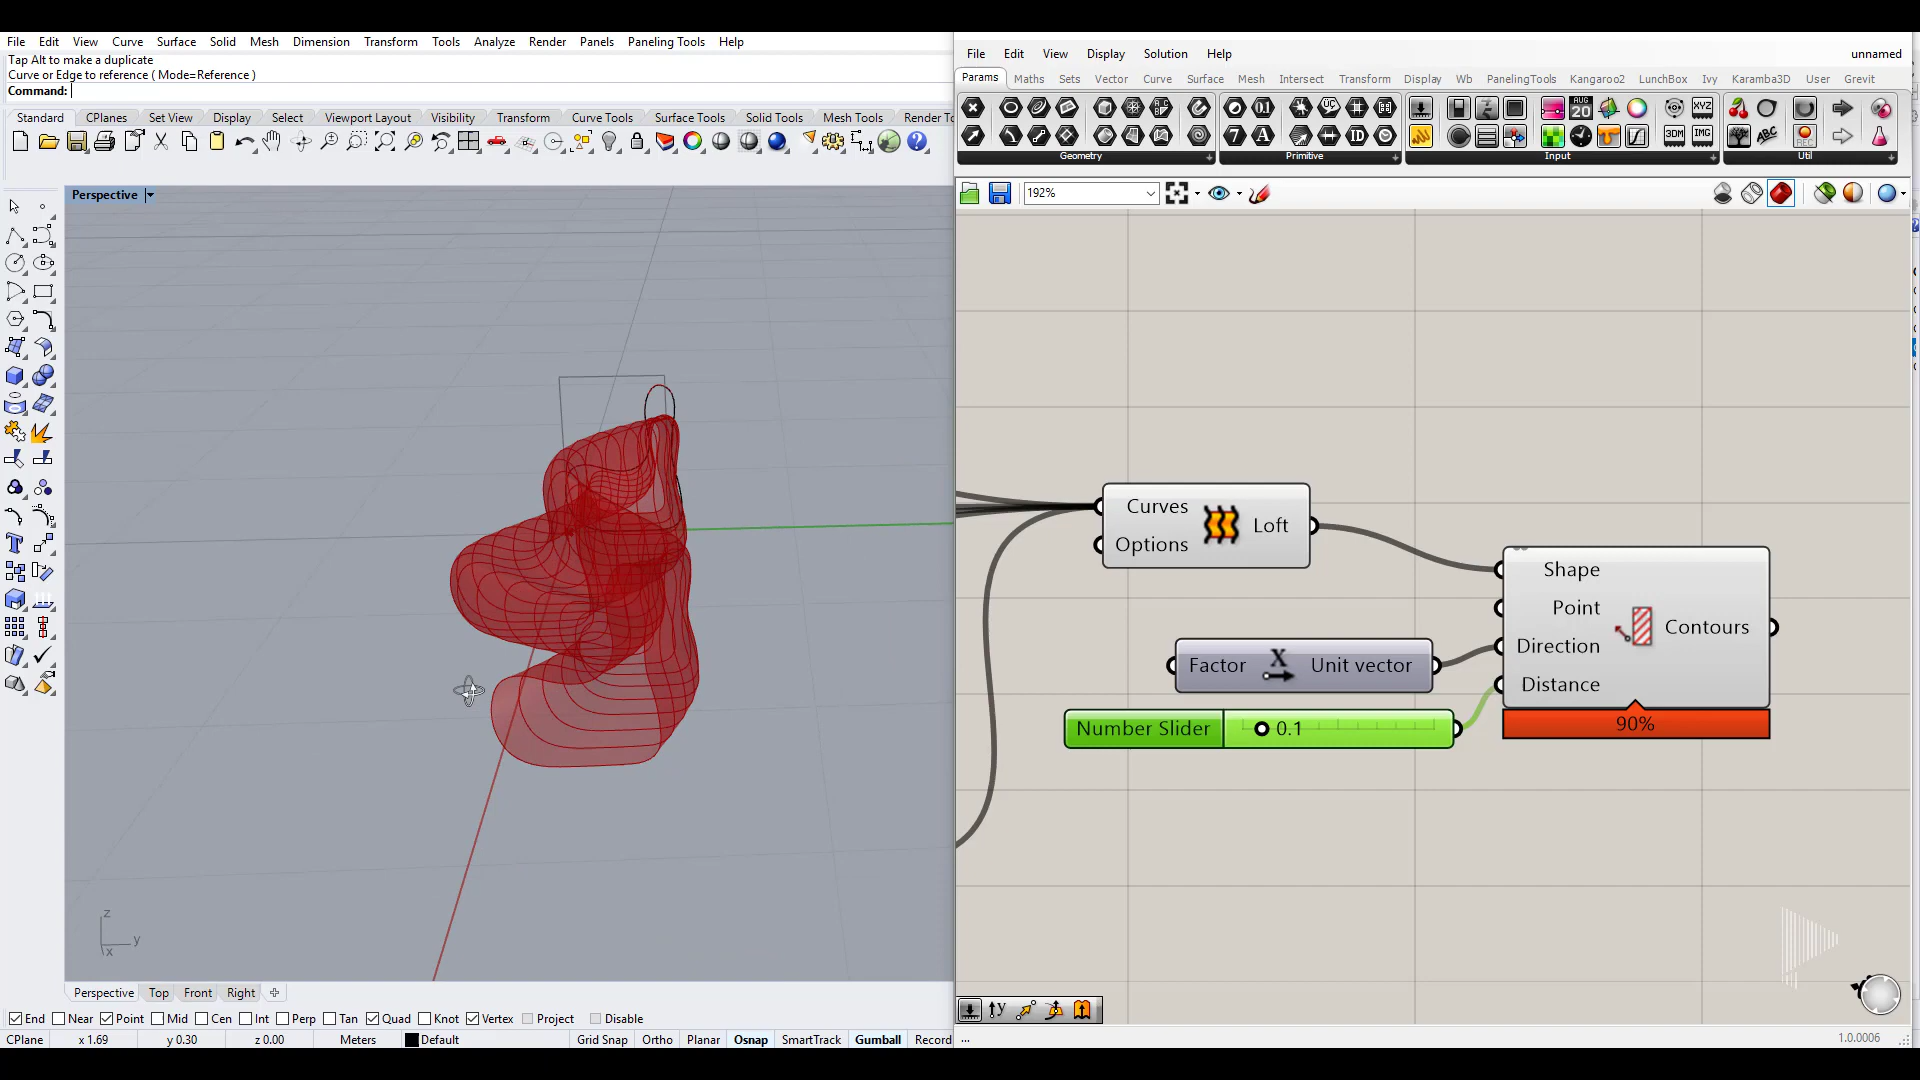 File Edit View Curve Surface Solid Mesh Dimension Transform Tools Analyze Render Panels Paneling Tools Help
Tap Alt to make a duplicate
Curve or Edge to reference ( Mode=Reference )
Command:
Standard CPlanes Set View Display Select Viewport Layout Visibility Transform Curve Tools Surface Tools Solid Tools Mesh Tools Render To
Perspective
z
y
x
Perspective Top Front Right
End Near Point Mid Cen Int Perp Tan Quad Knot Vertex Project Disable
CPlane x 1.69 y 0.30 z 0.00 Meters Default Grid Snap Ortho Planar Osnap SmartTrack Gumball Record
File Edit View Display Solution Help unnamed
Params Maths Sets Vector Curve Surface Mesh Intersect Transform Display Wb PanelingTools Kangaroo2 LunchBox Ivy Karamba3D User Grevit
Geometry Primitive Input Util
192%
Curves
Options
Loft
Shape
Point
Direction
Distance
Contours
90%
Factor X Unit vector
Number Slider 0.1
...
1.0.0006